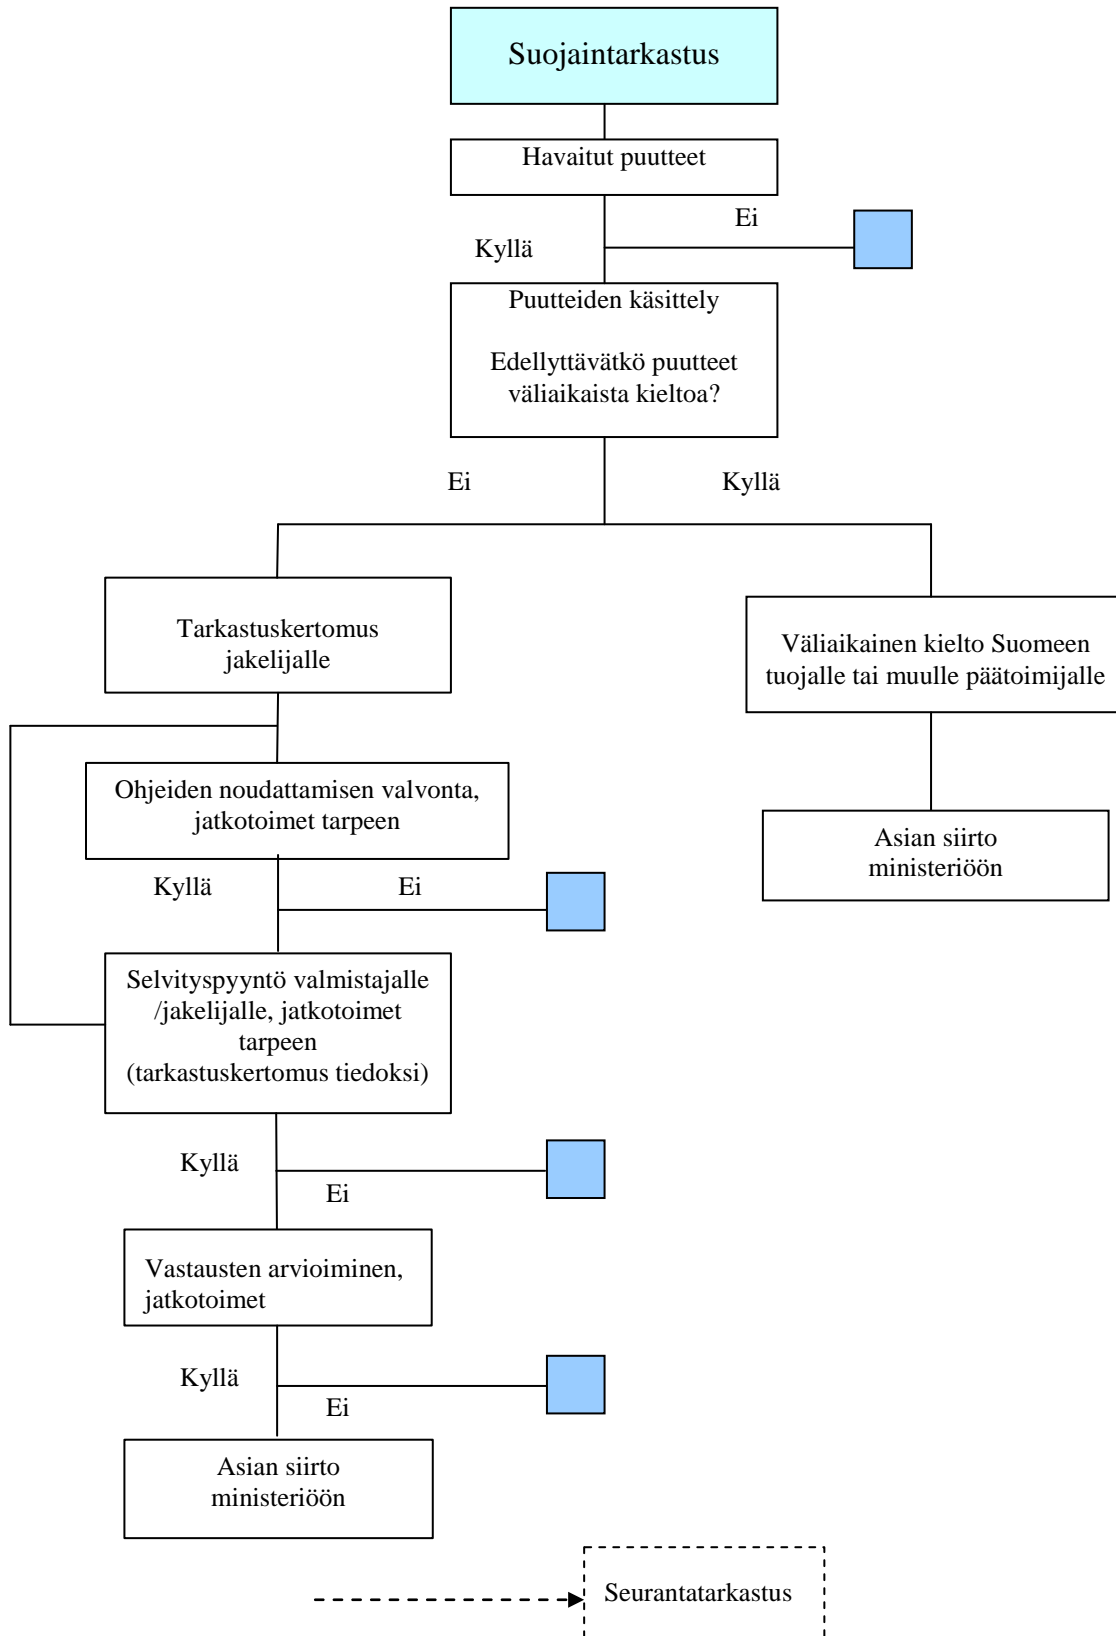 Suojaintarkastus
Havaitut puutteet
Ei
Kyllä
Puutteiden käsittely
Edellyttävätkö puutteet
väliaikaista kieltoa?
Ei
Kyllä
Tarkastuskertomus
jakelijalle
Väliaikainen kielto Suomeen
tuojalle tai muulle päätoimijalle
Ohjeiden noudattamisen valvonta,
jatkotoimet tarpeen
Asian siirto
ministeriöön
Kyllä
Ei
Selvityspyyntö valmistajalle
/jakelijalle, jatkotoimet
tarpeen
(tarkastuskertomus tiedoksi)
Kyllä
Ei
Vastausten arvioiminen,
jatkotoimet
Kyllä
Ei
Asian siirto
ministeriöön
Seurantatarkastus